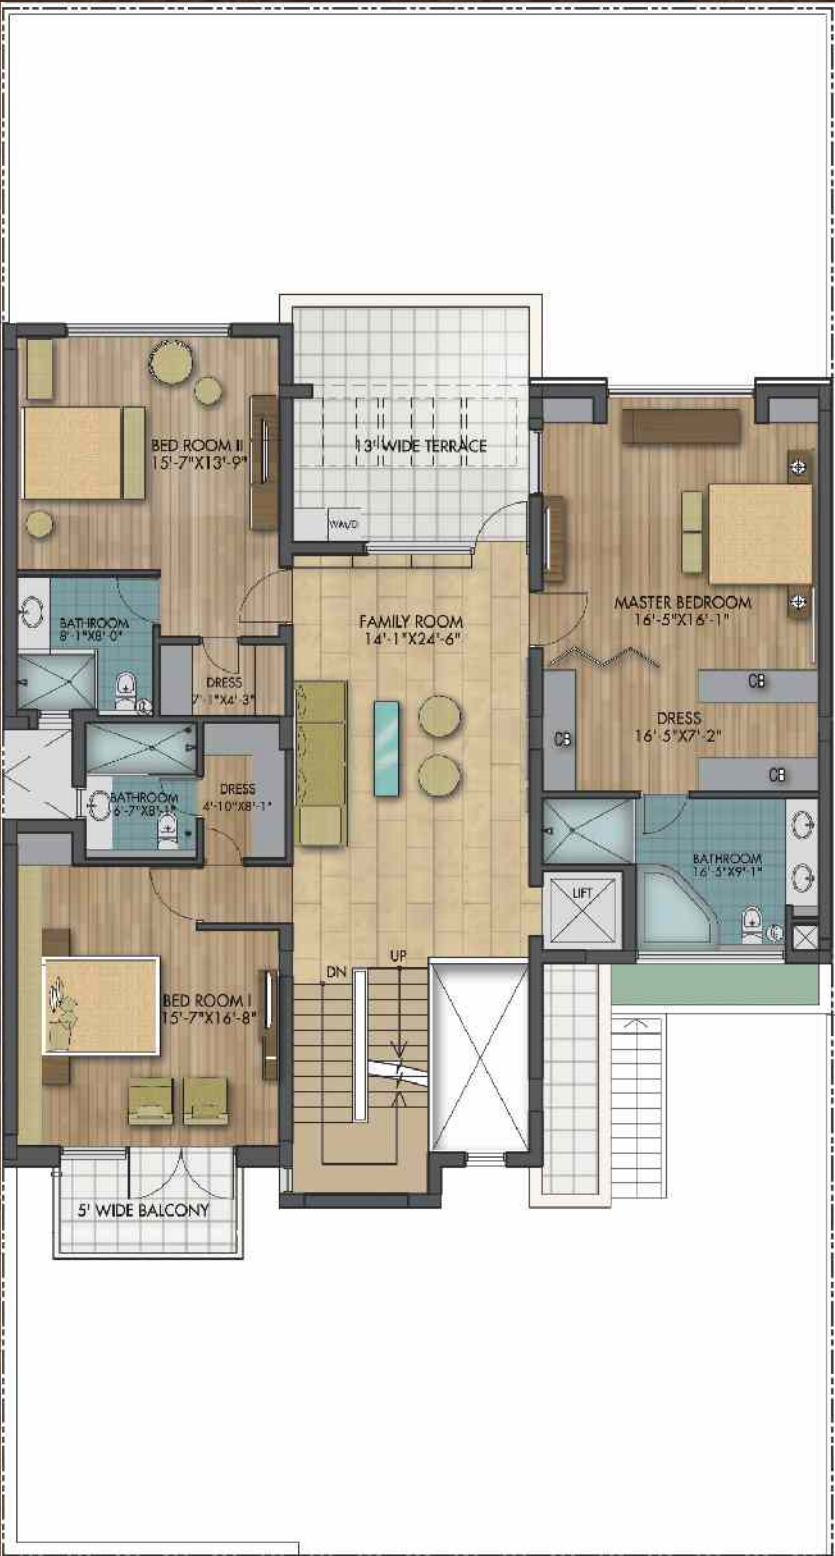 BED ROOM II
15'-7"X13'-9"
13' WIDE TERRACE
WM/D
BATHROOM
8'-1"X8'-0"
DRESS
7'-1"X4'-3"
FAMILY ROOM
14'-1"X24'-6"
MASTER BEDROOM
16'-5"X16'-1"
CB
DRESS
16'-5"X7'-2"
CB
CB
BATHROOM
6'-7"X8'-1"
DRESS
4'-10"X8'-1"
BATHROOM
16'-5"X9'-1"
LIFT
UP
DN
BED ROOM I
15'-7"X16'-8"
5' WIDE BALCONY